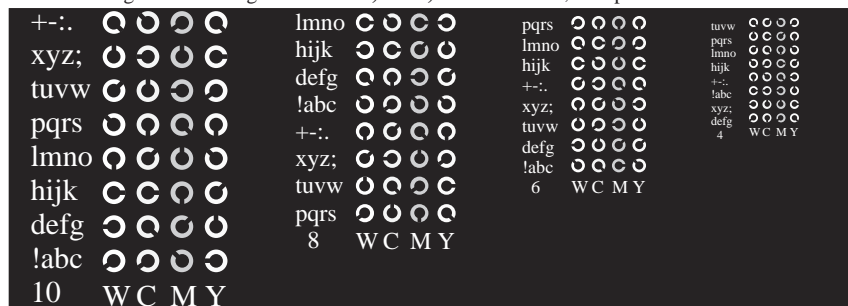 +-:.
xyz;
tuvw
pqrs
lmno
hijk
defg
!abc
10 W C M Y
lmno
hijk
defg
!abc
+-:.
xyz;
tuvw
pqrs
8 W C M Y
pqrs
lmno
hijk
+-:.
xyz;
tuvw
defg
!abc
6 W C M Y
tuvw
pqrs
lmno
hijk
+-:.
!abc
xyz;
defg
4 W C M Y